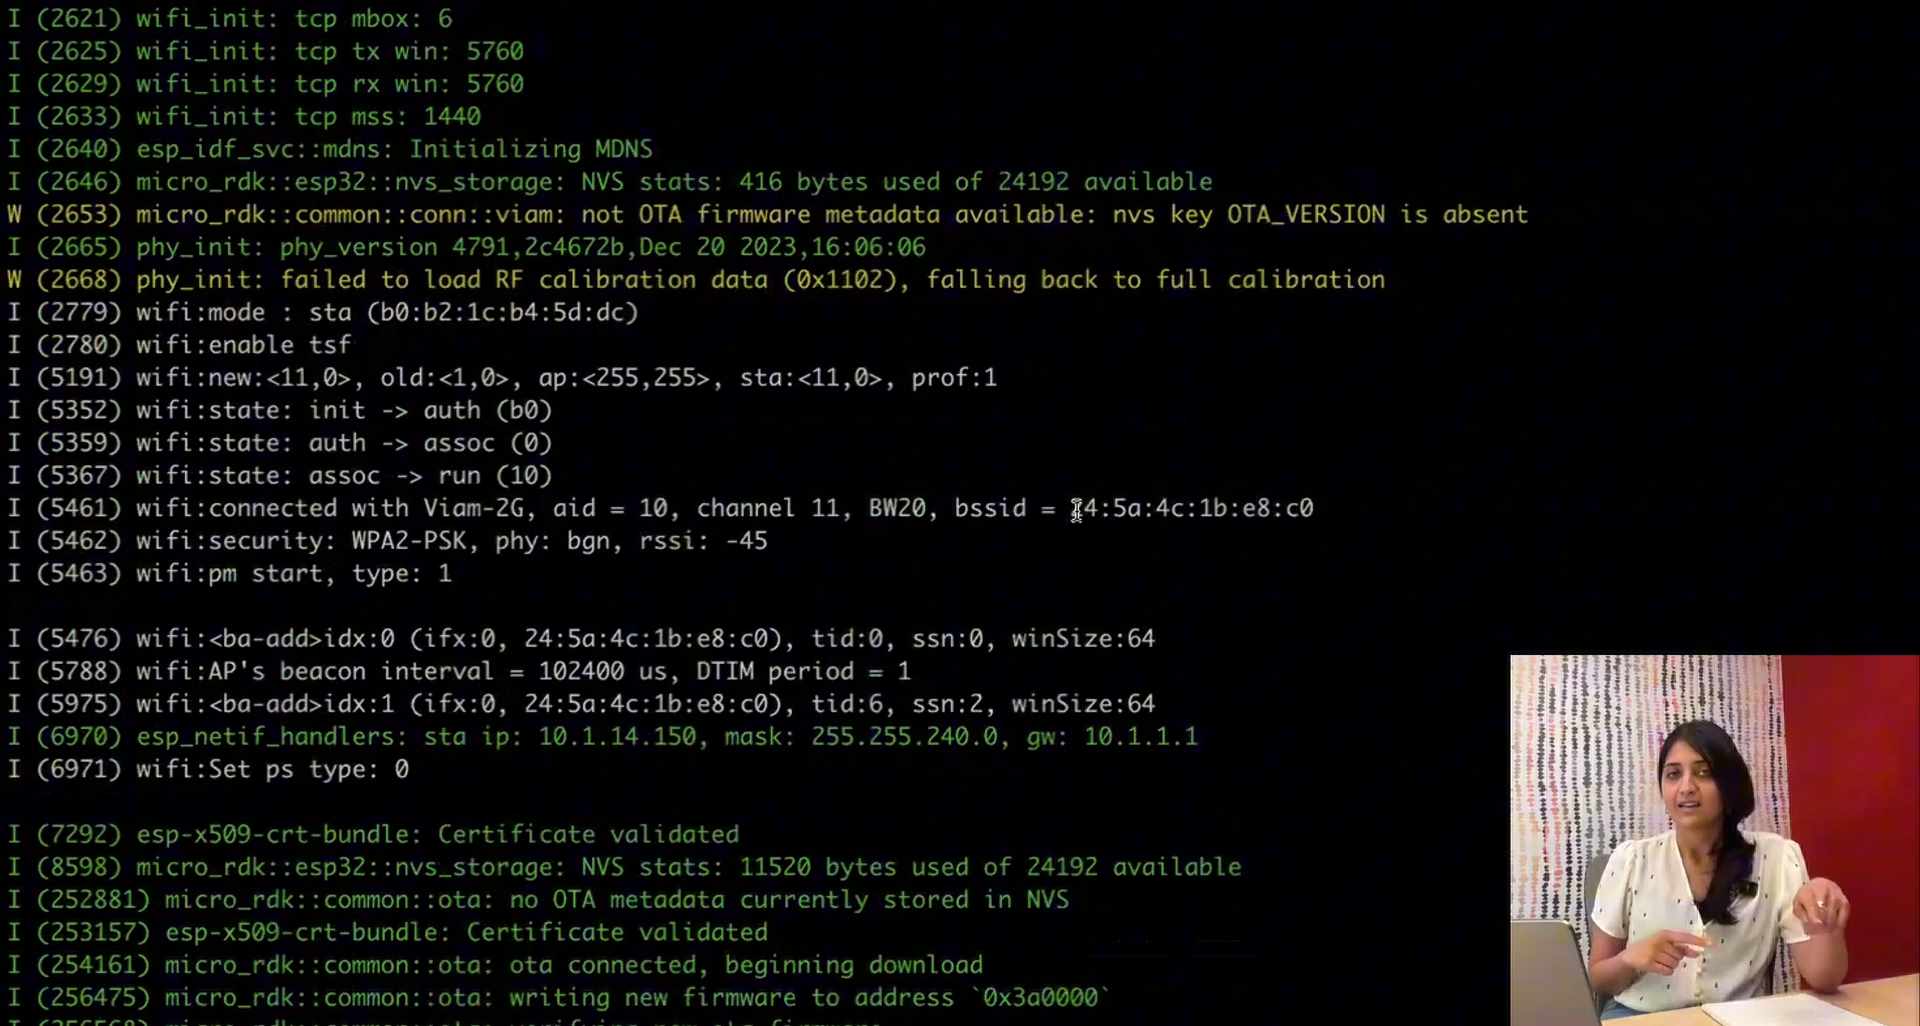 I (2621) wifi_init: tcp mbox: 6
I (2625) wifi_init: tcp tx win: 5760
I (2629) wifi_init: tcp rx win: 5760
I (2633) wifi_init: tcp mss: 1440
I (2640) esp_idf_svc::mdns: Initializing MDNS
I (2646) micro_rdk::esp32::nvs_storage: NVS stats: 416 bytes used of 24192 available
W (2653) micro_rdk::common::conn::viam: not OTA firmware metadata available: nvs key OTA_VERSION is absent
I (2665) phy_init: phy_version 4791,2c4672b,Dec 20 2023,16:06:06
W (2668) phy_init: failed to load RF calibration data (0x1102), falling back to full calibration
I (2779) wifi:mode : sta (b0:b2:1c:b4:5d:dc)
I (2780) wifi:enable tsf
I (5191) wifi:new:<11,0>, old:<1,0>, ap:<255,255>, sta:<11,0>, prof:1
I (5352) wifi:state: init -> auth (b0)
I (5359) wifi:state: auth -> assoc (0)
I (5367) wifi:state: assoc -> run (10)
I (5461) wifi:connected with Viam-2G, aid = 10, channel 11, BW20, bssid = 24:5a:4c:1b:e8:c0
I (5462) wifi:security: WPA2-PSK, phy: bgn, rssi: -45
I (5463) wifi:pm start, type: 1
I (5476) wifi:<ba-add>idx:0 (ifx:0, 24:5a:4c:1b:e8:c0), tid:0, ssn:0, winSize:64
I (5788) wifi:AP's beacon interval = 102400 us, DTIM period = 1
I (5975) wifi:<ba-add>idx:1 (ifx:0, 24:5a:4c:1b:e8:c0), tid:6, ssn:2, winSize:64
I (6970) esp_netif_handlers: sta ip: 10.1.14.150, mask: 255.255.240.0, gw: 10.1.1.1
I (6971) wifi:Set ps type: 0
I (7292) esp-x509-crt-bundle: Certificate validated
I (8598) micro_rdk::esp32::nvs_storage: NVS stats: 11520 bytes used of 24192 available
I (252881) micro_rdk::common::ota: no OTA metadata currently stored in NVS
I (253157) esp-x509-crt-bundle: Certificate validated
I (254161) micro_rdk::common::ota: ota connected, beginning download
I (256475) micro_rdk::common::ota: writing new firmware to address `0x3a0000`